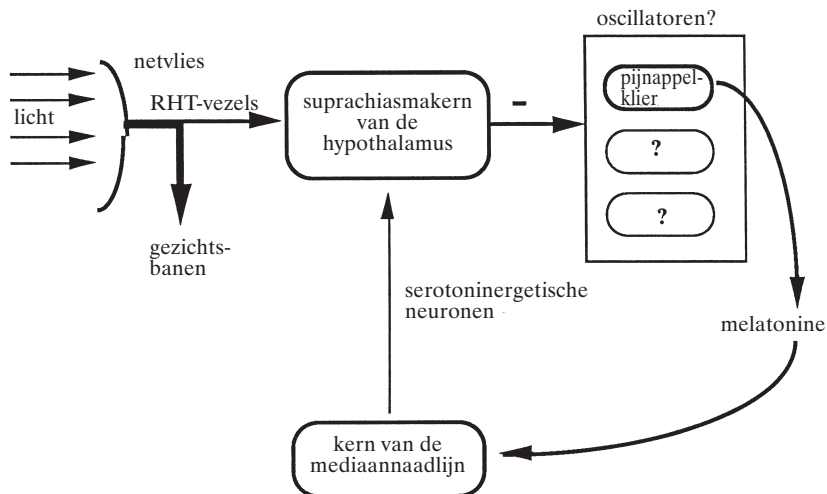 oscillatoren?
netvlies
licht
RHT-vezels
suprachiasmakern
van de
hypothalamus
-
pijnappel-
klier
?
?
gezichts-
banen
serotoninergetische
neuronen
melatonine
kern van de
mediaannaadlijn